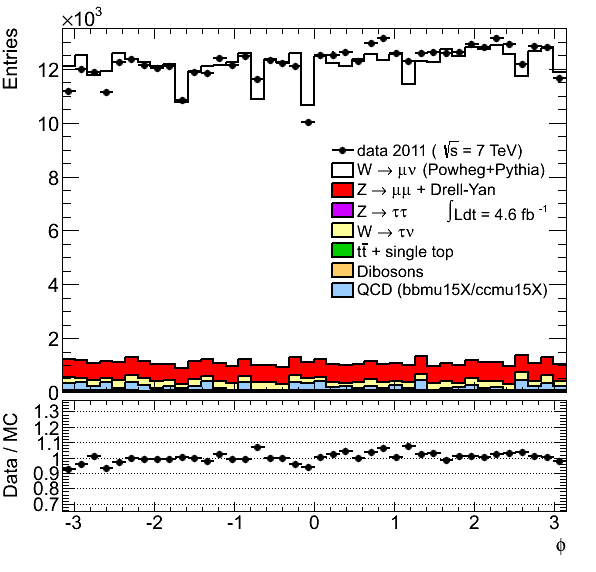 ×10³
Entries
12
10
8
6
4
2
0
data 2011 ( √s = 7 TeV)
W → μν (Powheg+Pythia)
Z → μμ + Drell-Yan
Z → ττ
∫Ldt = 4.6 fb⁻¹
W → τν
tt̅ + single top
Dibosons
QCD (bbmu15X/ccmu15X)
Data / MC
1.3
1.2
1.1
1
0.9
0.8
0.7
-3 -2 -1 0 1 2 3
ϕ